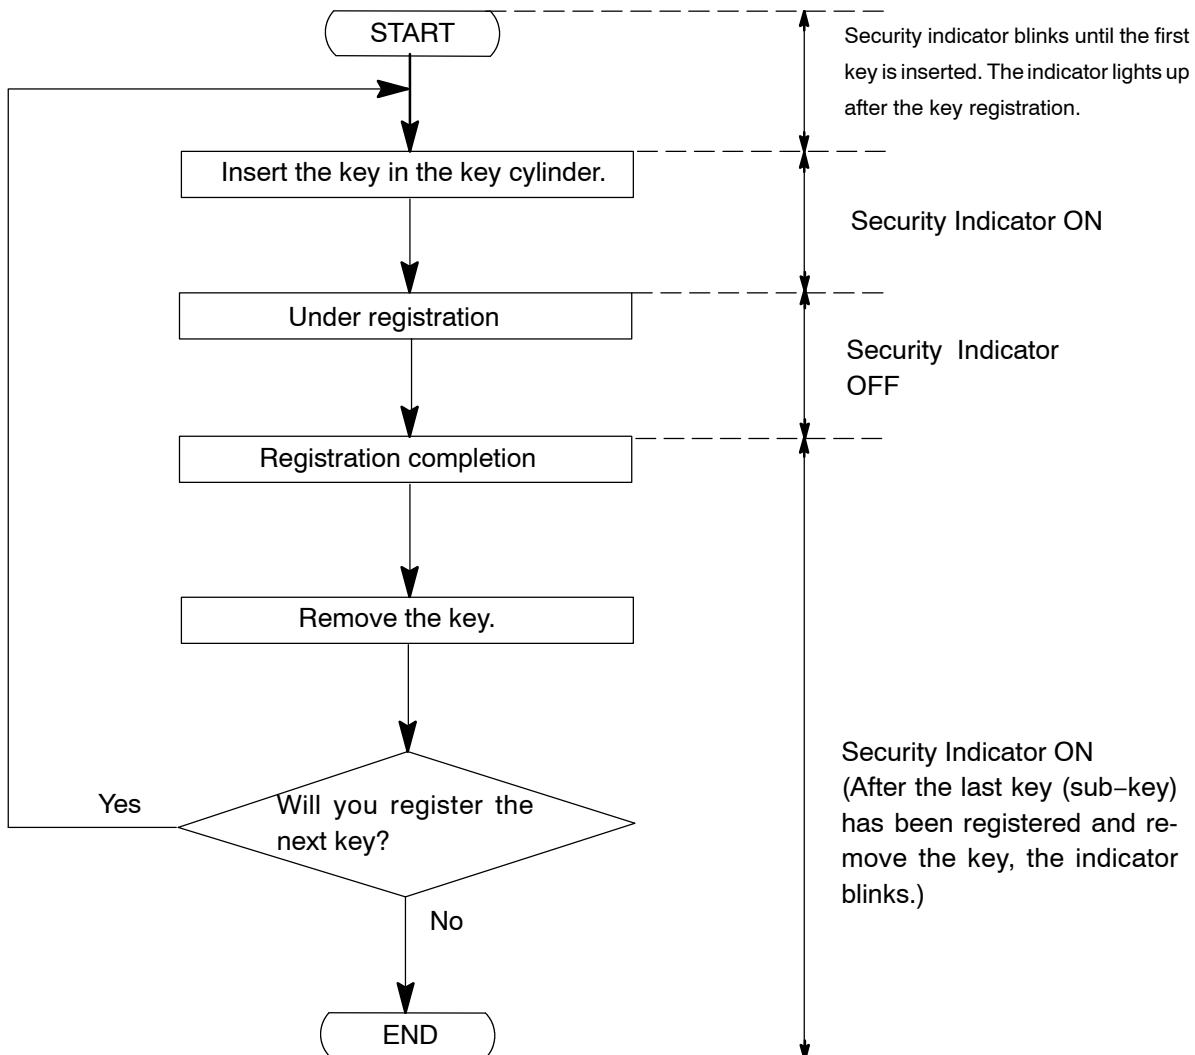 START
Security indicator blinks until the first
key is inserted. The indicator lights up
after the key registration.
Insert the key in the key cylinder.
Security Indicator ON
Under registration
Security Indicator
OFF
Registration completion
Remove the key.
Will you register the
next key?
Yes
No
Security Indicator ON
(After the last key (sub–key)
has been registered and re-
move the key, the indicator
blinks.)
END